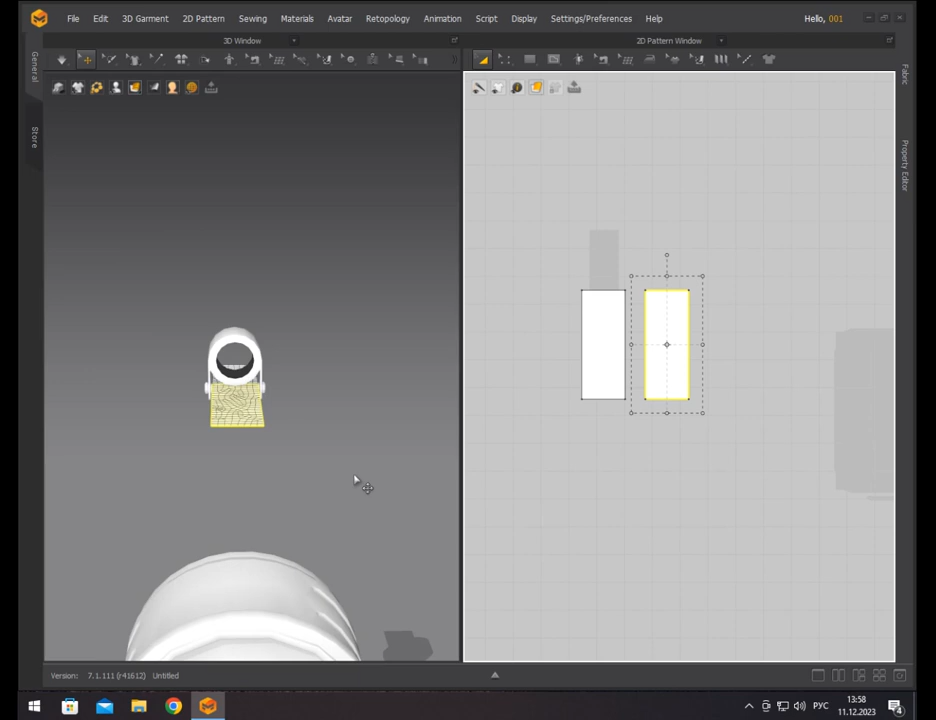 File Edit 3D Garment 2D Pattern Sewing Materials Avatar Retopology Animation Script Display Settings/Preferences Help Hello, 001
3D Window 2D Pattern Window
General
Store
Fabric
Property Editor
Version: 7.1.111 (r41612) Untitled
РУС
13:58
11.12.2023
4